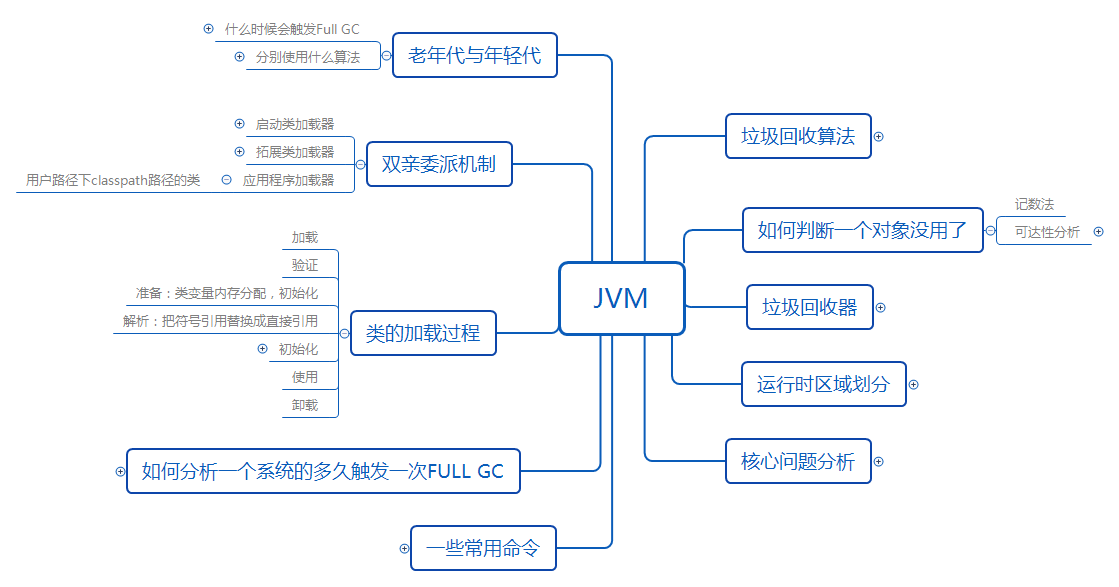 JVM
老年代与年轻代
什么时候会触发Full GC
分别使用什么算法
双亲委派机制
启动类加载器
拓展类加载器
应用程序加载器
用户路径下classpath路径的类
类的加载过程
加载
验证
准备：类变量内存分配，初始化
解析：把符号引用替换成直接引用
初始化
使用
卸载
如何分析一个系统的多久触发一次FULL GC
一些常用命令
垃圾回收算法
如何判断一个对象没用了
记数法
可达性分析
垃圾回收器
运行时区域划分
核心问题分析